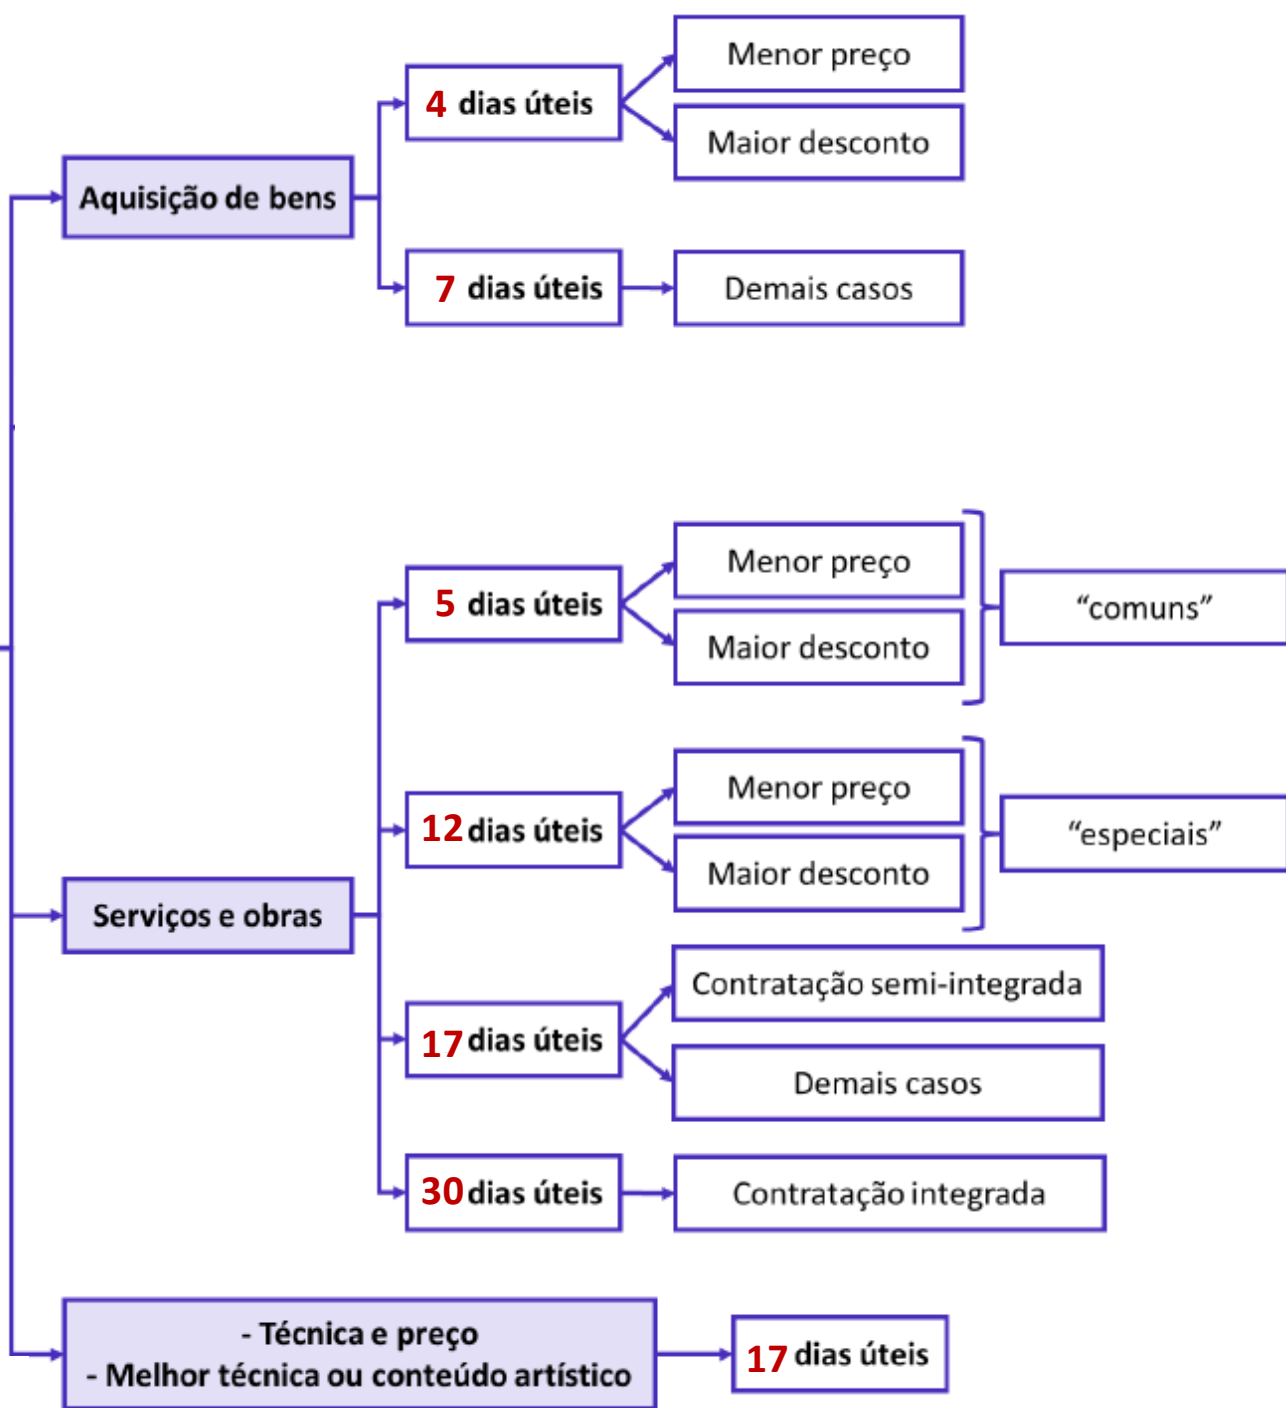 Aquisição de bens
4 dias úteis
Menor preço
Maior desconto
7 dias úteis
Demais casos
Serviços e obras
5 dias úteis
Menor preço
Maior desconto
“comuns”
12 dias úteis
Menor preço
Maior desconto
“especiais”
17 dias úteis
Contratação semi-integrada
Demais casos
30 dias úteis
Contratação integrada
- Técnica e preço
- Melhor técnica ou conteúdo artístico
17 dias úteis